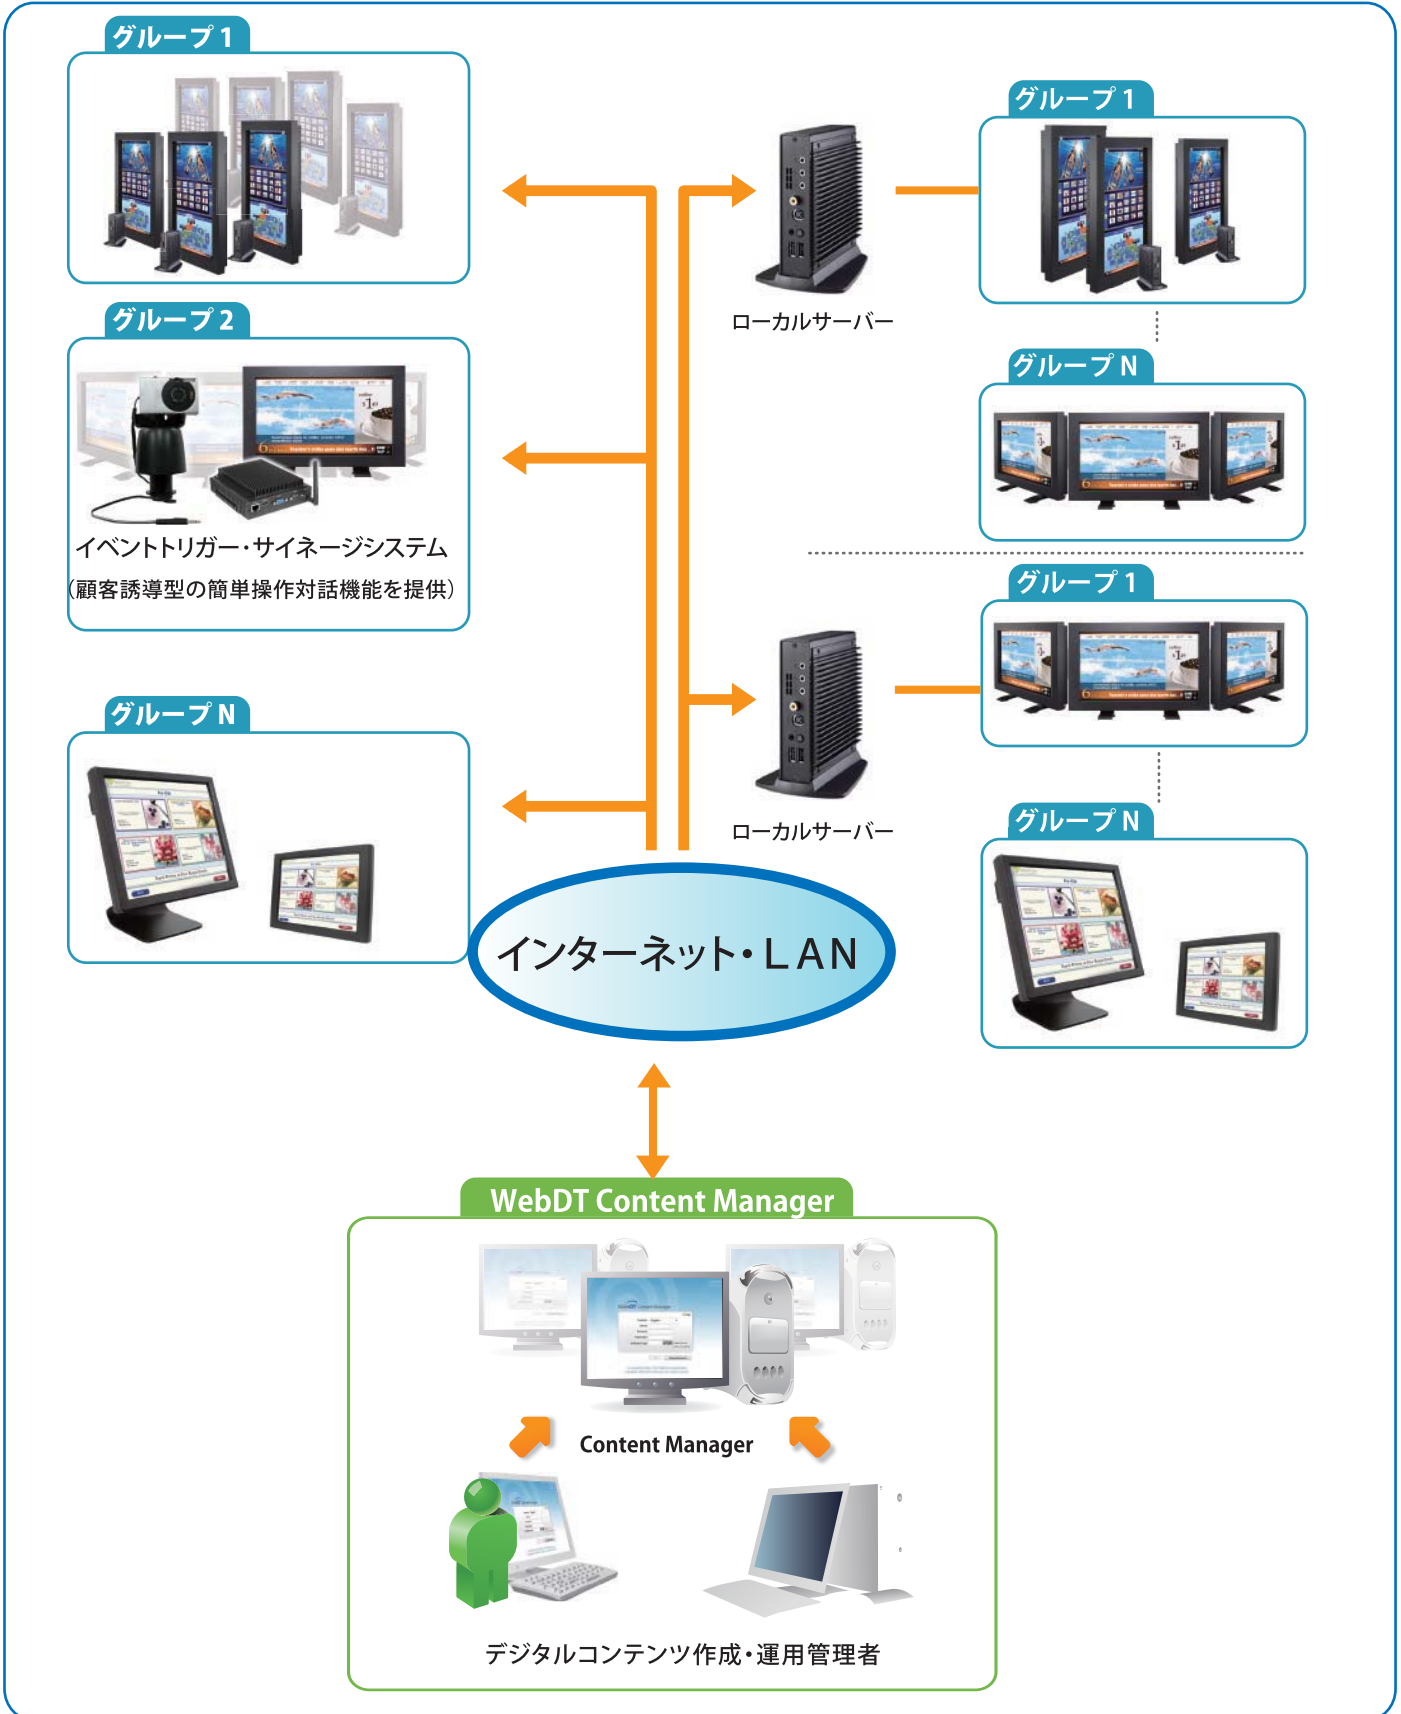 グループ 1
グループ 2
イベントトリガー・サイネージシステム
(顧客誘導型の簡単操作対話機能を提供)
グループ N
ローカルサーバー
グループ 1
グループ N
グループ 1
ローカルサーバー
グループ N
インターネット・LAN
WebDT Content Manager
Content Manager
デジタルコンテンツ作成・運用管理者